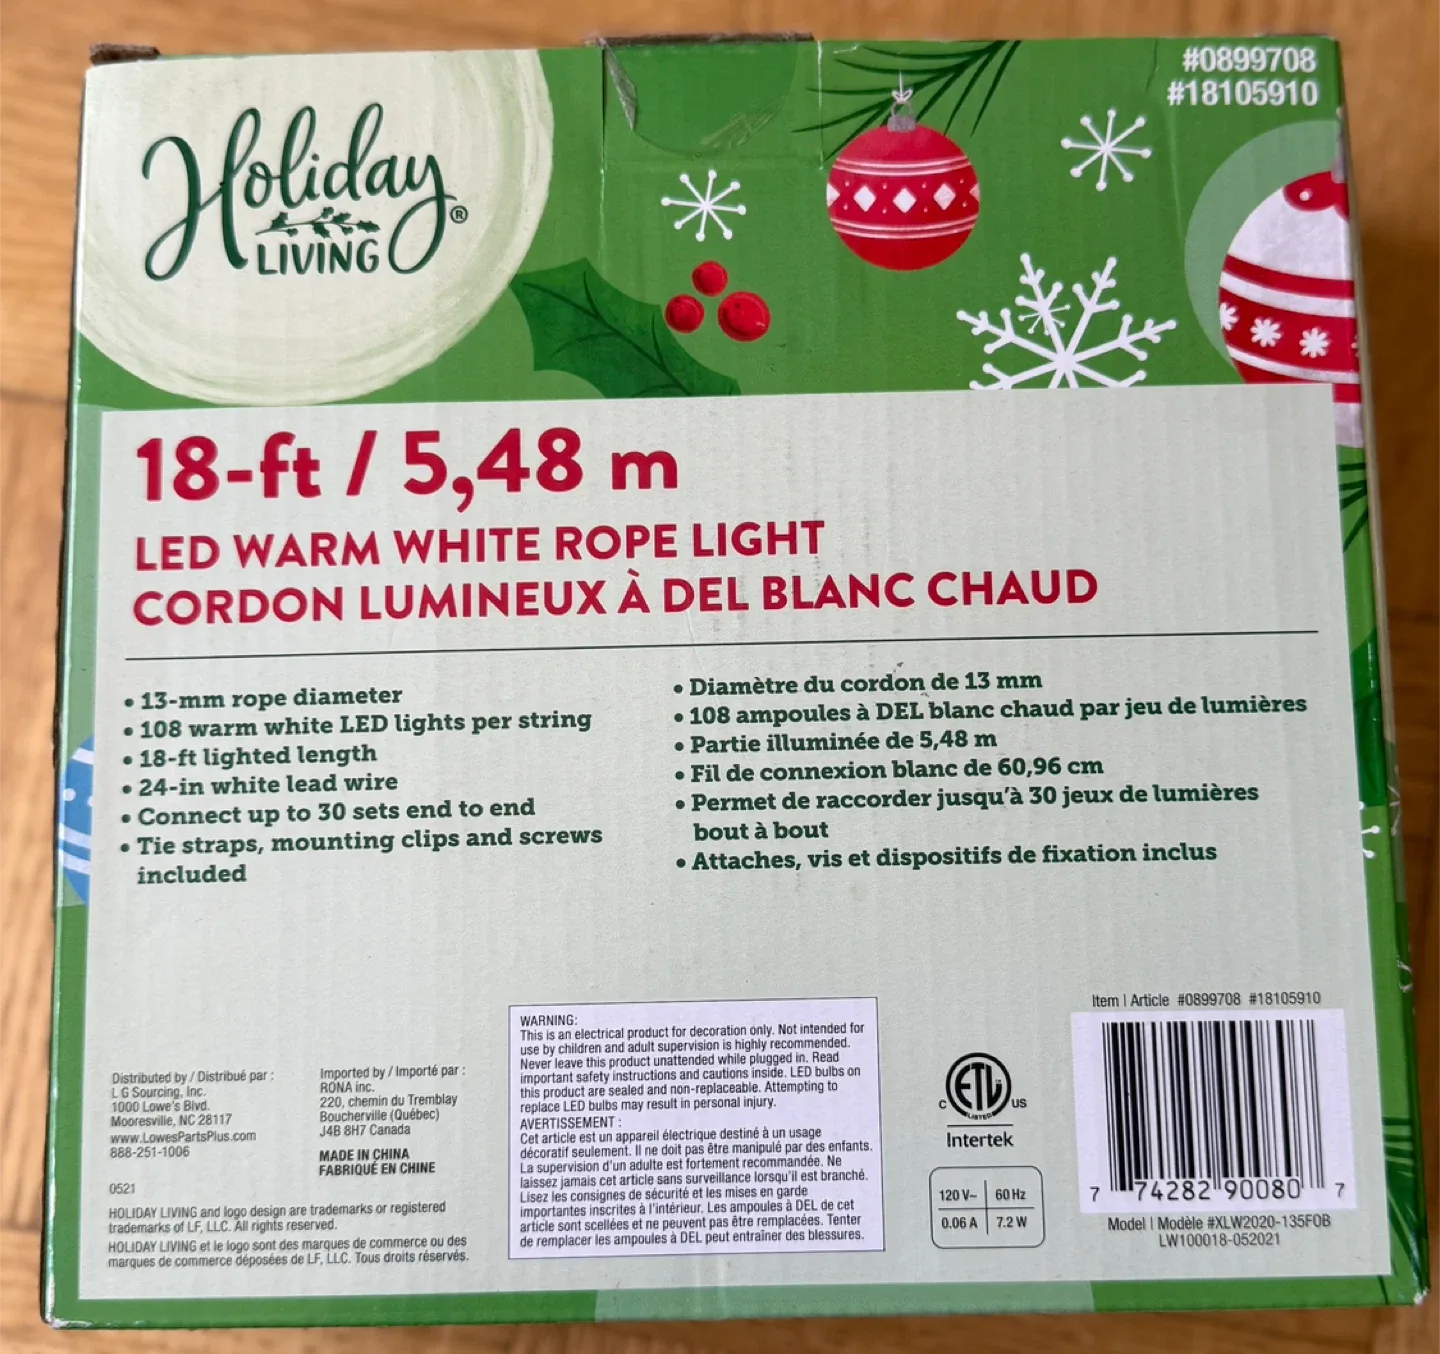 #0899708
#18105910
Holiday®
LIVING
18-ft / 5,48 m
LED WARM WHITE ROPE LIGHT
CORDON LUMINEUX À DEL BLANC CHAUD
• 13-mm rope diameter
• 108 warm white LED lights per string
• 18-ft lighted length
• 24-in white lead wire
• Connect up to 30 sets end to end
• Tie straps, mounting clips and screws
included
• Diamètre du cordon de 13 mm
• 108 ampoules à DEL blanc chaud par jeu de lumières
• Partie illuminée de 5,48 m
• Fil de connexion blanc de 60,96 cm
• Permet de raccorder jusqu'à 30 jeux de lumières
bout à bout
• Attaches, vis et dispositifs de fixation inclus
Distributed by / Distribué par :
L G Sourcing, Inc.
1000 Lowe's Blvd.
Mooresville, NC 28117
www.LowesPartsPlus.com
888-251-1006
0521
Imported by / Importé par :
RONA inc.
220, chemin du Tremblay
Boucherville (Québec)
J4B 8H7 Canada
MADE IN CHINA
FABRIQUÉ EN CHINE
HOLIDAY LIVING and logo design are trademarks or registered
trademarks of LF, LLC. All rights reserved.
HOLIDAY LIVING et le logo sont des marques de commerce ou des
marques de commerce déposées de LF, LLC. Tous droits réservés.
WARNING:
This is an electrical product for decoration only. Not intended for
use by children and adult supervision is highly recommended.
Never leave this product unattended while plugged in. Read
important safety instructions and cautions inside. LED bulbs on
this product are sealed and non-replaceable. Attempting to
replace LED bulbs may result in personal injury.
AVERTISSEMENT :
Cet article est un appareil électrique destiné à un usage
décoratif seulement. Il ne doit pas être manipulé par des enfants.
La supervision d'un adulte est fortement recommandée. Ne
laissez jamais cet article sans surveillance lorsqu'il est branché.
Lisez les consignes de sécurité et les mises en garde
importantes inscrites à l'intérieur. Les ampoules à DEL de cet
article sont scellées et ne peuvent pas être remplacées. Tenter
de remplacer les ampoules à DEL peut entraîner des blessures.
ETL
LISTED
C US
Intertek
120 V~ 60 Hz
0.06 A 7.2 W
Item | Article #0899708 #18105910
7 74282 90080 7
Model | Modèle #XLW2020-135FOB
LW100018-052021